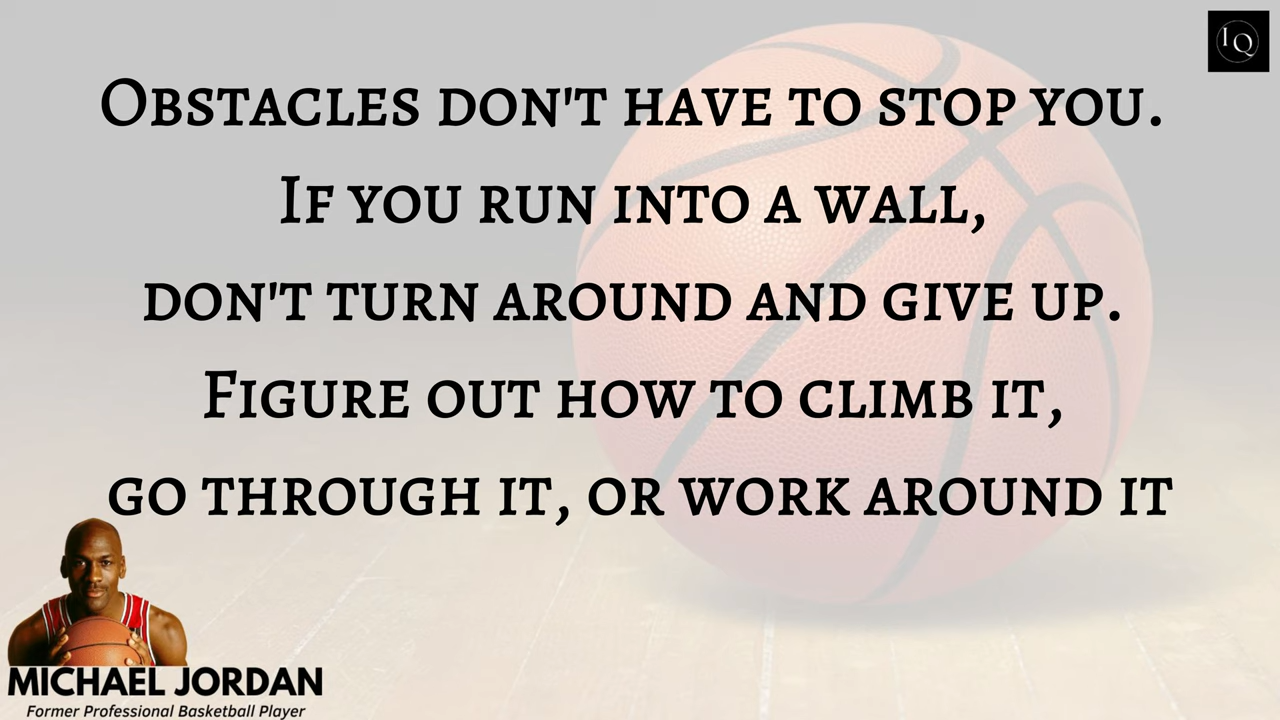 I Q
Obstacles don't have to stop you.
If you run into a wall,
don't turn around and give up.
Figure out how to climb it,
go through it, or work around it
MICHAEL JORDAN
Former Professional Basketball Player